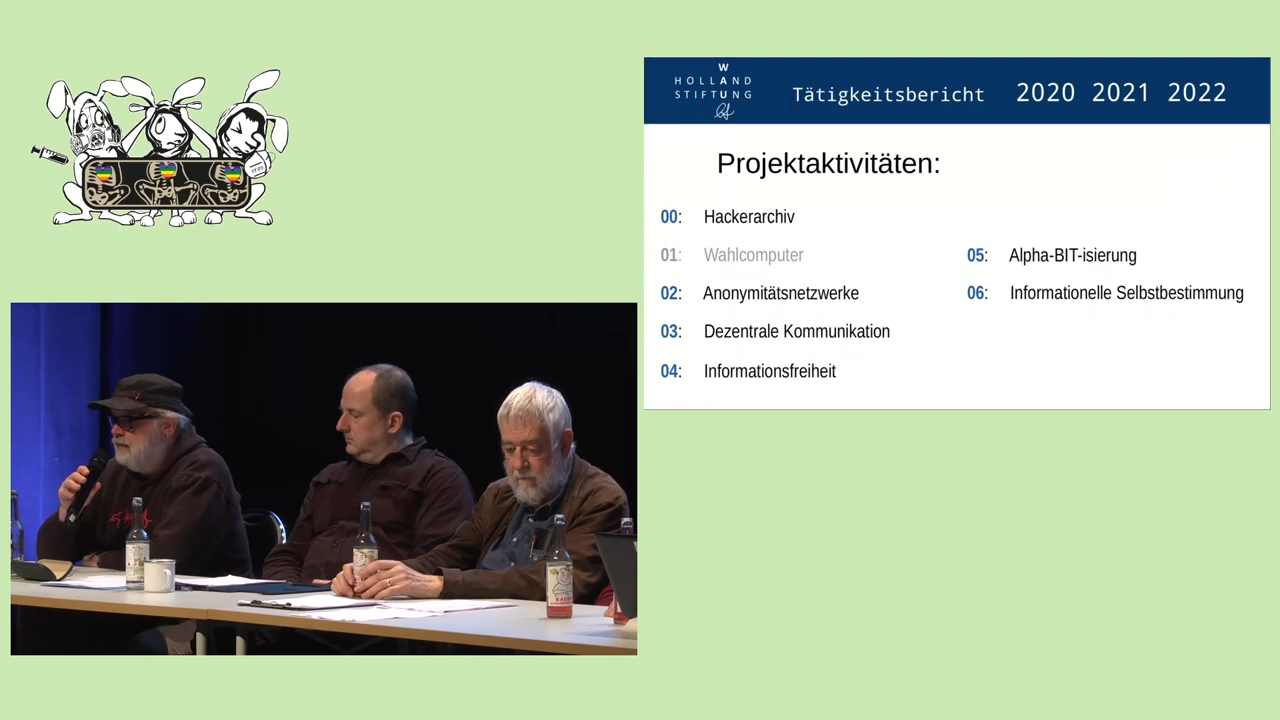 W
HOLLAND
STIFTUNG
Tätigkeitsbericht 2020 2021 2022
Projektaktivitäten:
00: Hackerarchiv
01: Wahlcomputer
02: Anonymitätsnetzwerke
03: Dezentrale Kommunikation
04: Informationsfreiheit
05: Alpha-BIT-isierung
06: Informationelle Selbstbestimmung